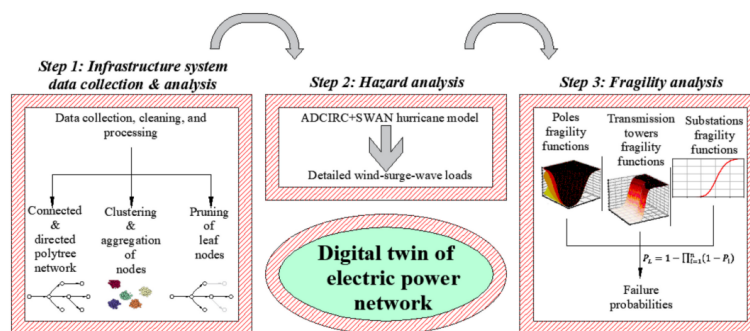 Step 1: Infrastructure system
data collection & analysis
Data collection, cleaning, and
processing
Connected
&
directed
polytree
network
Clustering
&
aggregation
of
nodes
Pruning
of
leaf
nodes
Step 2: Hazard analysis
ADCIRC+SWAN hurricane model
Detailed wind-surge-wave loads
Digital twin of
electric power
network
Step 3: Fragility analysis
Poles
fragility
functions
Transmission
towers
fragility
functions
Substations
fragility
functions
P_L = 1 − ∏ⁿᵢ₌₁(1 − Pᵢ)
Failure
probabilities